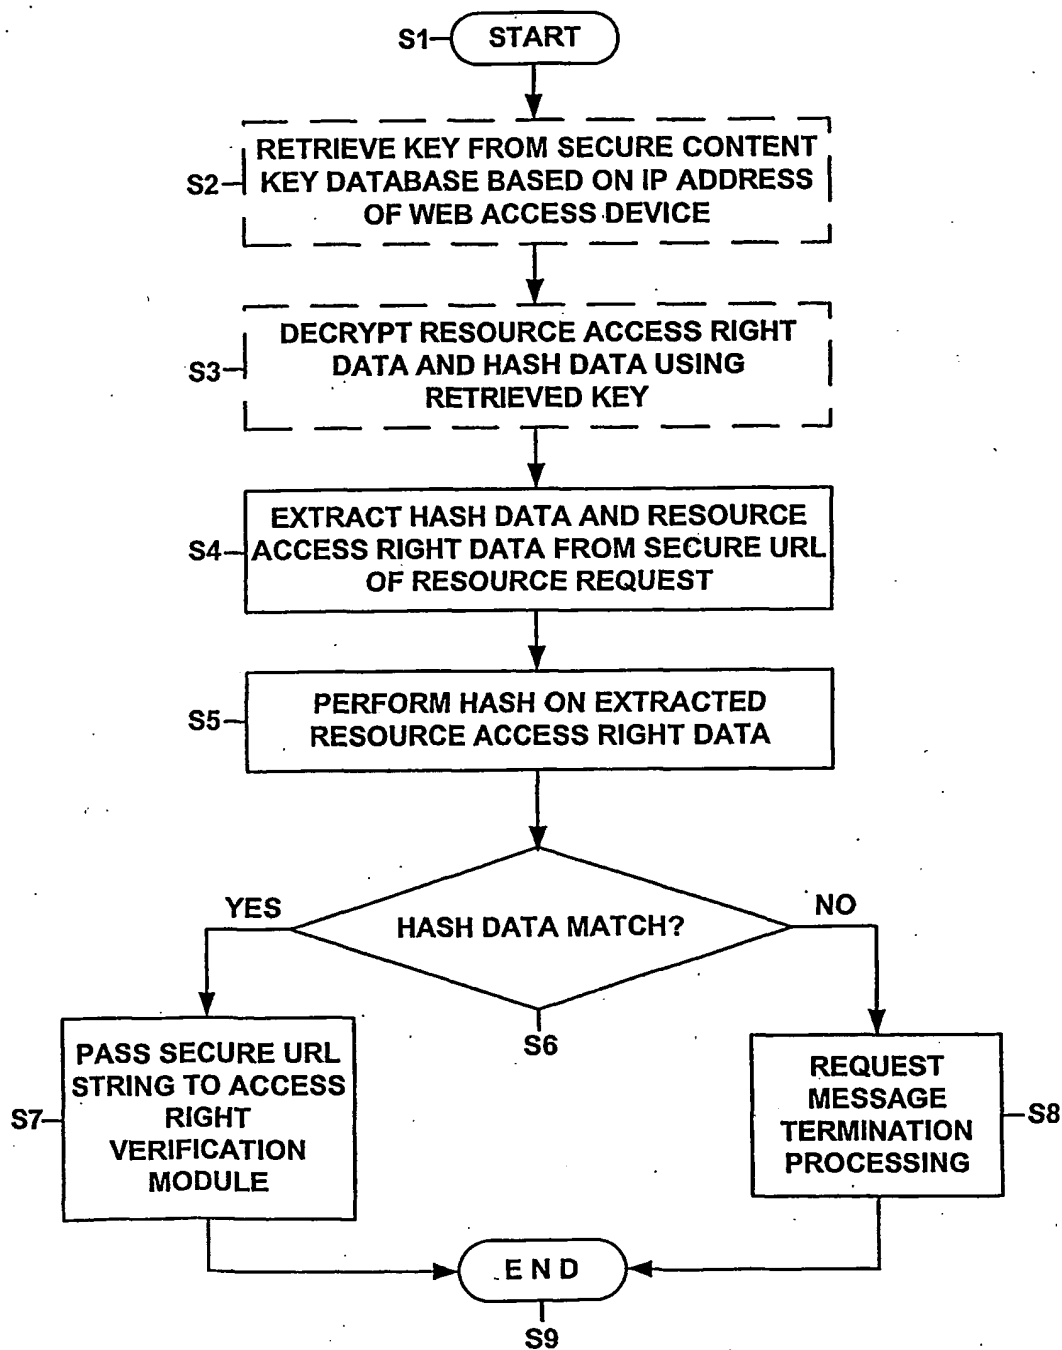 S1
START
RETRIEVE KEY FROM SECURE CONTENT
KEY DATABASE BASED ON IP ADDRESS
OF WEB ACCESS DEVICE
S2
DECRYPT RESOURCE ACCESS RIGHT
DATA AND HASH DATA USING
RETRIEVED KEY
S3
EXTRACT HASH DATA AND RESOURCE
ACCESS RIGHT DATA FROM SECURE URL
OF RESOURCE REQUEST
S4
PERFORM HASH ON EXTRACTED
RESOURCE ACCESS RIGHT DATA
S5
YES
HASH DATA MATCH?
NO
S6
PASS SECURE URL
STRING TO ACCESS
RIGHT
VERIFICATION
MODULE
S7
REQUEST
MESSAGE
TERMINATION
PROCESSING
S8
END
S9